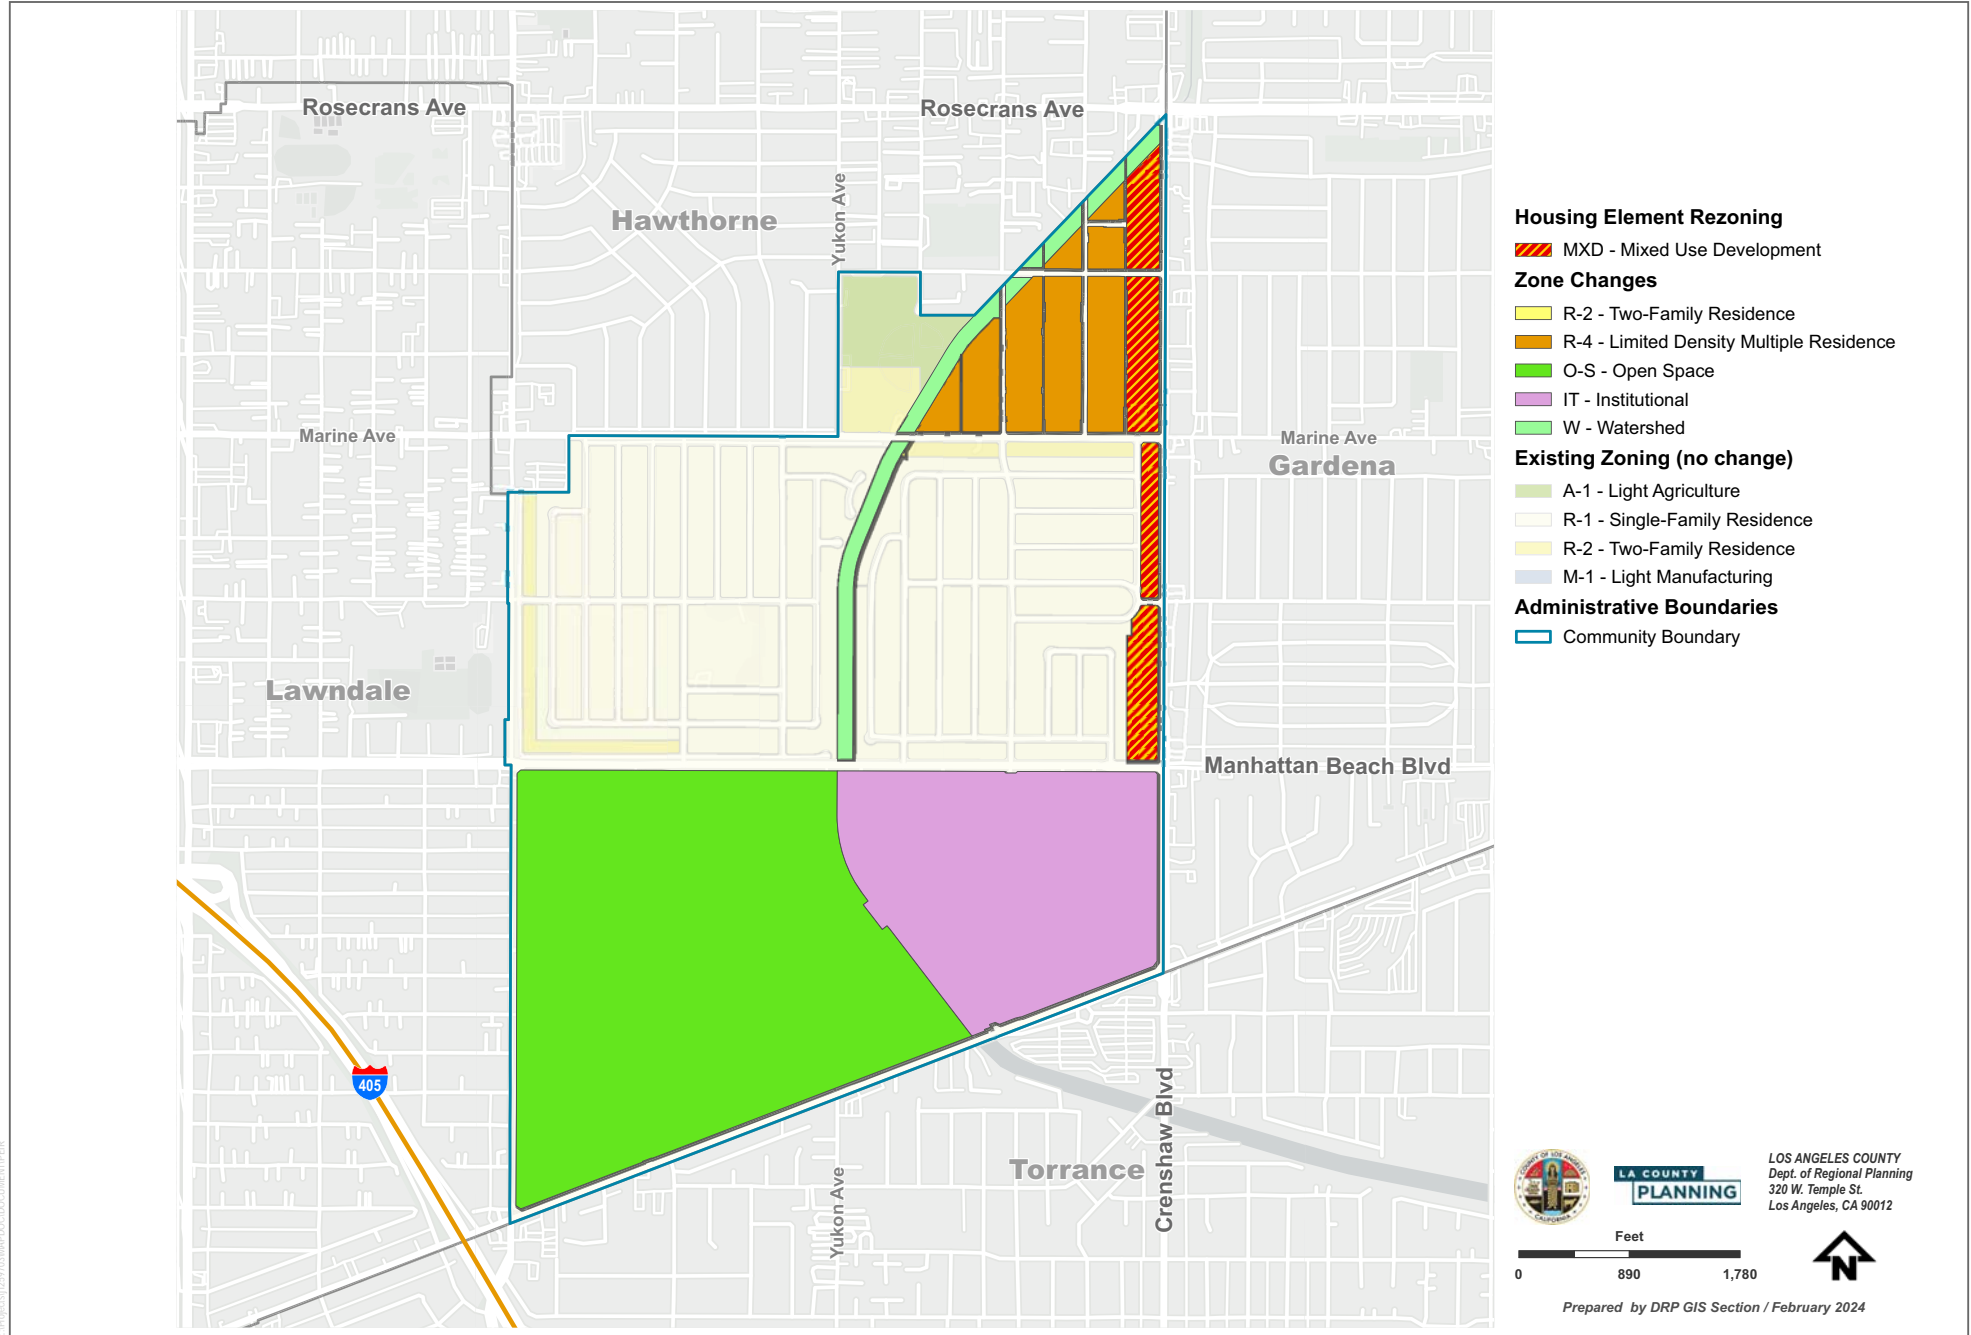 Rosecrans Ave
Rosecrans Ave
Hawthorne
Yukon Ave
Marine Ave
Marine Ave
Gardena
Lawndale
Manhattan Beach Blvd
405
Torrance
Crenshaw Blvd
Yukon Ave
Housing Element Rezoning
MXD - Mixed Use Development
Zone Changes
R-2 - Two-Family Residence
R-4 - Limited Density Multiple Residence
O-S - Open Space
IT - Institutional
W - Watershed
Existing Zoning (no change)
A-1 - Light Agriculture
R-1 - Single-Family Residence
R-2 - Two-Family Residence
M-1 - Light Manufacturing
Administrative Boundaries
Community Boundary
COUNTY OF LOS ANGELES
CALIFORNIA
LA COUNTY
PLANNING
LOS ANGELES COUNTY
Dept. of Regional Planning
320 W. Temple St.
Los Angeles, CA 90012
Feet
0 890 1,780
N
Prepared by DRP GIS Section / February 2024